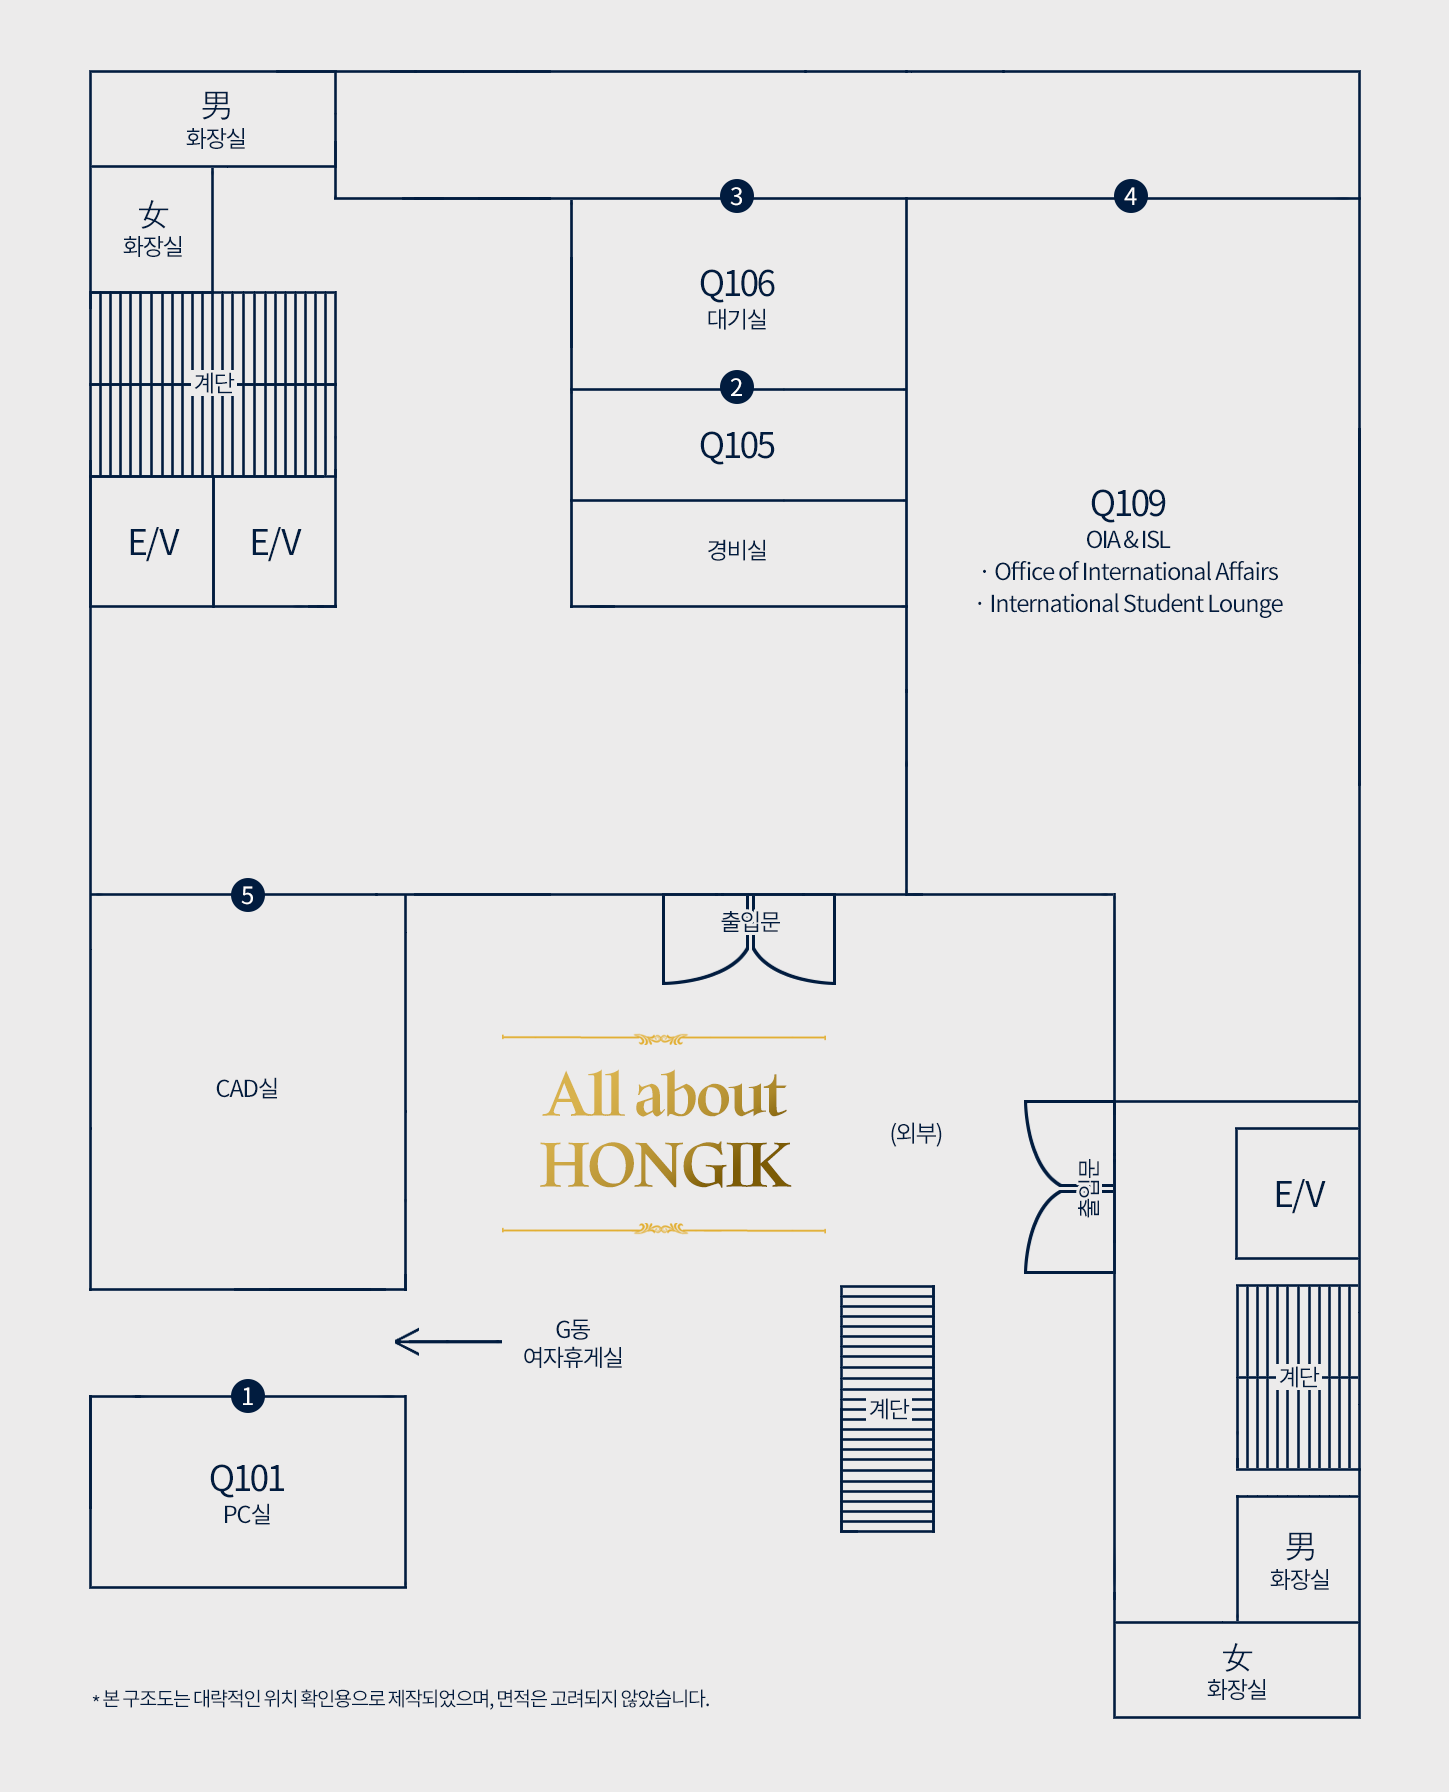 男
화장실
女
화장실
계단
E/V
E/V
3
4
Q106
대기실
2
Q105
경비실
Q109
OIA & ISL
· Office of International Affairs
· International Student Lounge
5
출입문
CAD실
All about
HONGIK
(외부)
출입문
E/V
G동
여자휴게실
계단
계단
1
Q101
PC실
男
화장실
女
화장실
* 본 구조도는 대략적인 위치 확인용으로 제작되었으며, 면적은 고려되지 않았습니다.